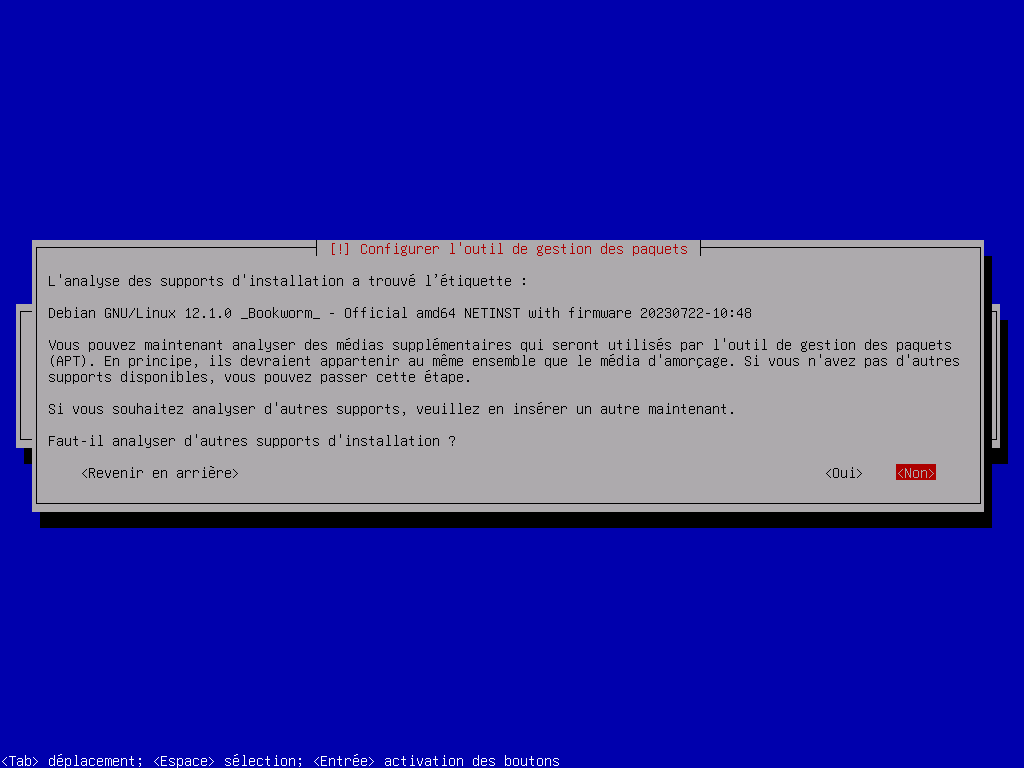 [!] Configurer l'outil de gestion des paquets
L'analyse des supports d'installation a trouvé l’étiquette :
Debian GNU/Linux 12.1.0 _Bookworm_ - Official amd64 NETINST with firmware 20230722-10:48
Vous pouvez maintenant analyser des médias supplémentaires qui seront utilisés par l'outil de gestion des paquets
(APT). En principe, ils devraient appartenir au même ensemble que le média d'amorçage. Si vous n'avez pas d'autres
supports disponibles, vous pouvez passer cette étape.
Si vous souhaitez analyser d'autres supports, veuillez en insérer un autre maintenant.
Faut-il analyser d'autres supports d'installation ?
<Revenir en arrière> <Oui> <Non>
<Tab> déplacement; <Espace> sélection; <Entrée> activation des boutons